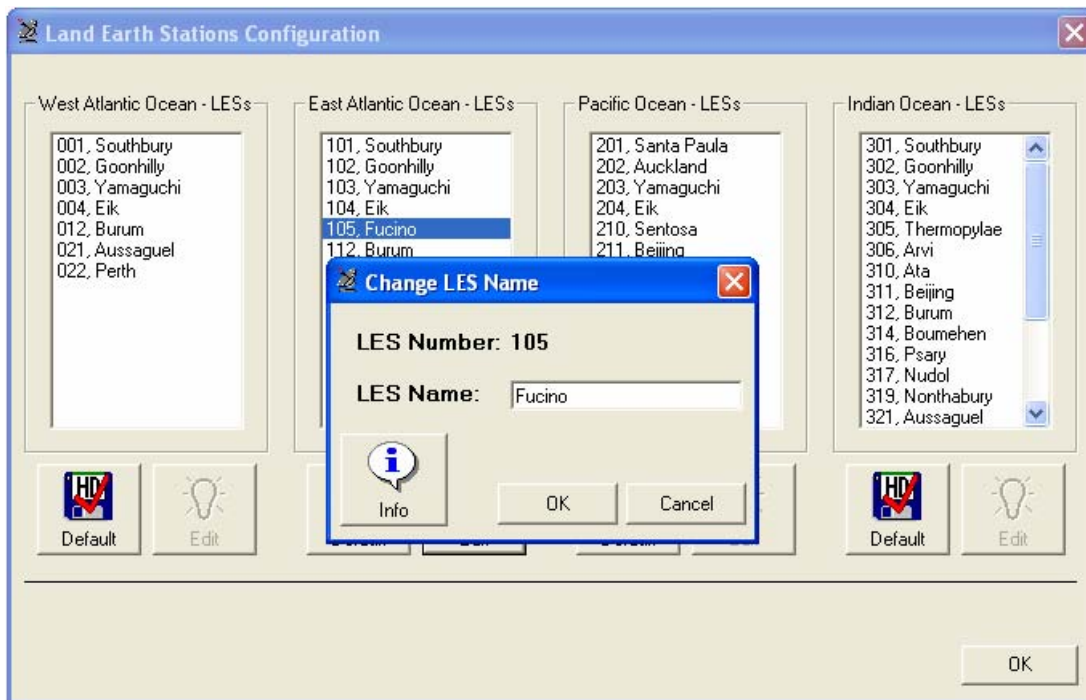 Land Earth Stations Configuration
West Atlantic Ocean - LESs
001, Southbury
002, Goonhilly
003, Yamaguchi
004, Eik
012, Burum
021, Aussaguel
022, Perth
Default
Edit
East Atlantic Ocean - LESs
101, Southbury
102, Goonhilly
103, Yamaguchi
104, Eik
105, Fucino
112, Burum
Pacific Ocean - LESs
201, Santa Paula
202, Auckland
203, Yamaguchi
204, Eik
210, Sentosa
211, Beijing
Indian Ocean - LESs
301, Southbury
302, Goonhilly
303, Yamaguchi
304, Eik
305, Thermopylae
306, Arvi
310, Ata
311, Beijing
312, Burum
314, Boumehen
316, Psary
317, Nudol
319, Nonthabury
321, Aussaguel
HD
Default
Edit
Change LES Name
LES Number: 105
LES Name: Fucino
Info
OK
Cancel
HD
OK